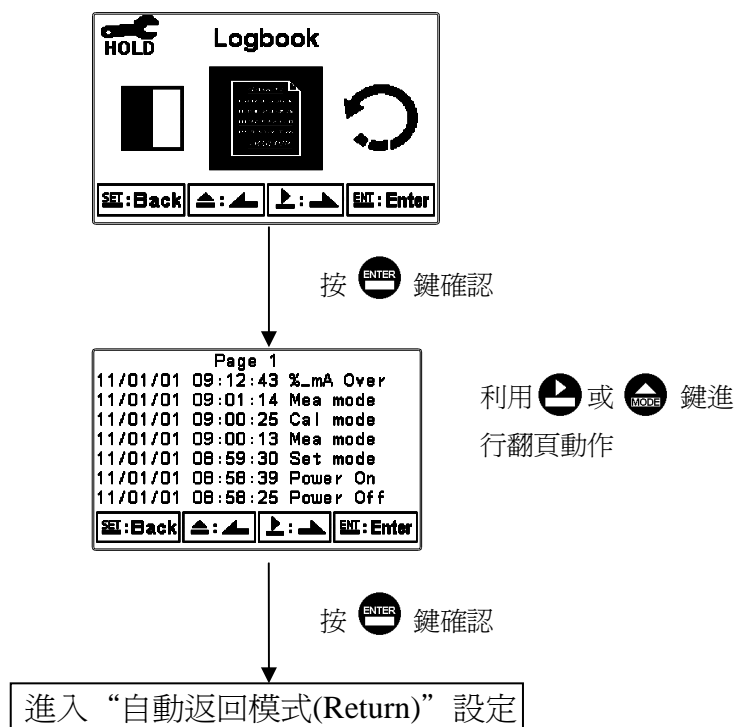 HOLD Logbook
SET:Back ▲: ▶: ENT:Enter
按 ENTER 鍵確認
Page 1
11/01/01 09:12:43 %_mA Over
11/01/01 09:01:14 Mea mode
11/01/01 09:00:25 Cal mode
11/01/01 09:00:13 Mea mode
11/01/01 08:59:30 Set mode
11/01/01 08:58:39 Power On
11/01/01 08:58:25 Power Off
SET:Back ▲: ▶: ENT:Enter
利用 或 MODE 鍵進
行翻頁動作
按 ENTER 鍵確認
進入“自動返回模式(Return)”設定